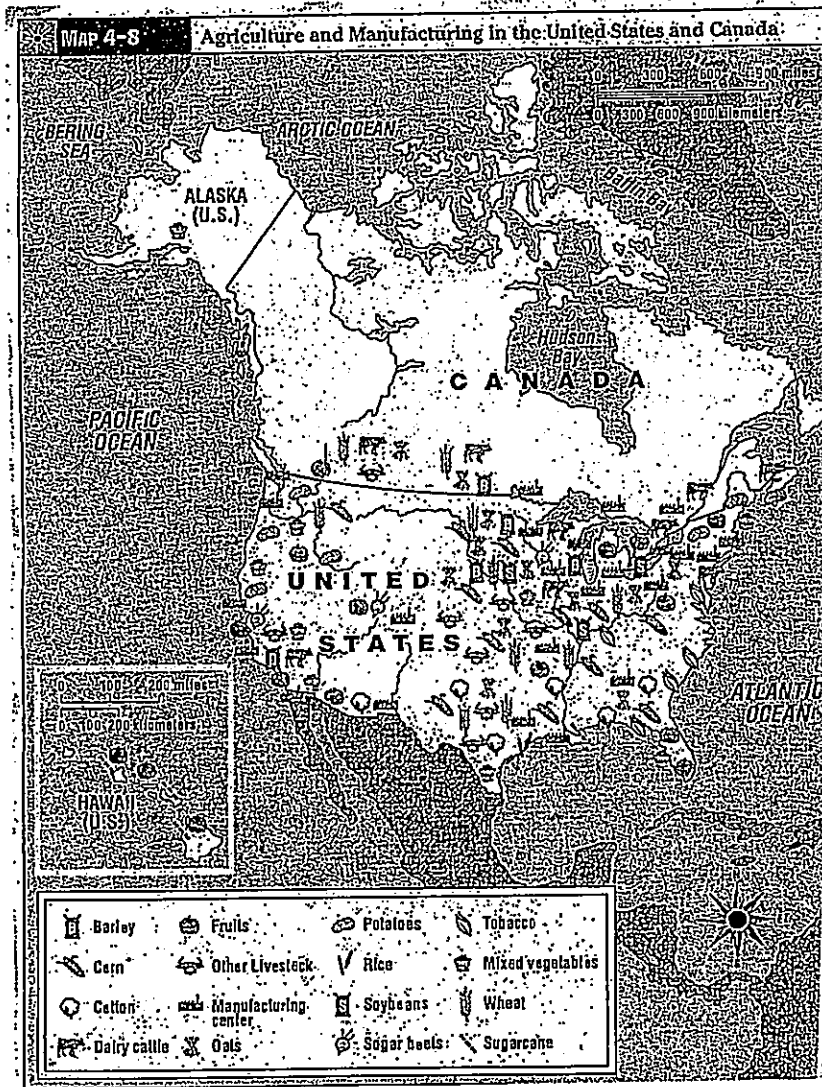 MAP 4-8
Agriculture and Manufacturing in the United States and Canada
0 300 600 900 miles
0 300 600 900 kilometers
BERING
SEA
ARCTIC OCEAN
Baffin Bay
ALASKA
(U.S.)
Hudson
Bay
CANADA
PACIFIC
OCEAN
UNITED
STATES
ATLANTIC
OCEAN
0 100 200 miles
0 100 200 kilometers
HAWAII
(U.S.)
Barley Fruits Potatoes Tobacco
Corn Other Livestock Rice Mixed vegetables
Cotton Manufacturing center Soybeans Wheat
Dairy cattle Oats Sugar beets Sugarcane